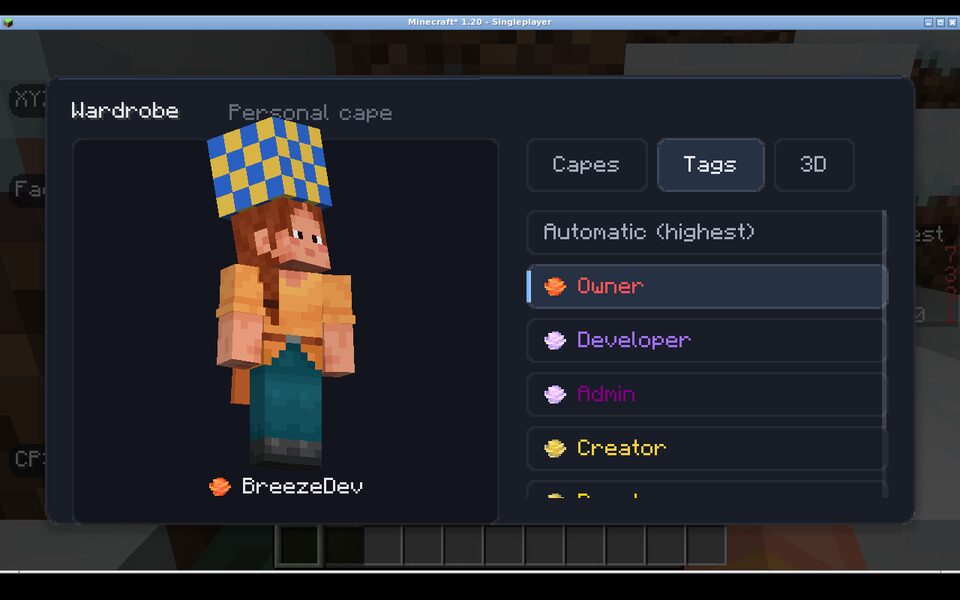 Minecraft* 1.20 - Singleplayer
Wardrobe
Personal cape
Capes
Tags
3D
Automatic (highest)
Owner
Developer
Admin
Creator
BreezeDev